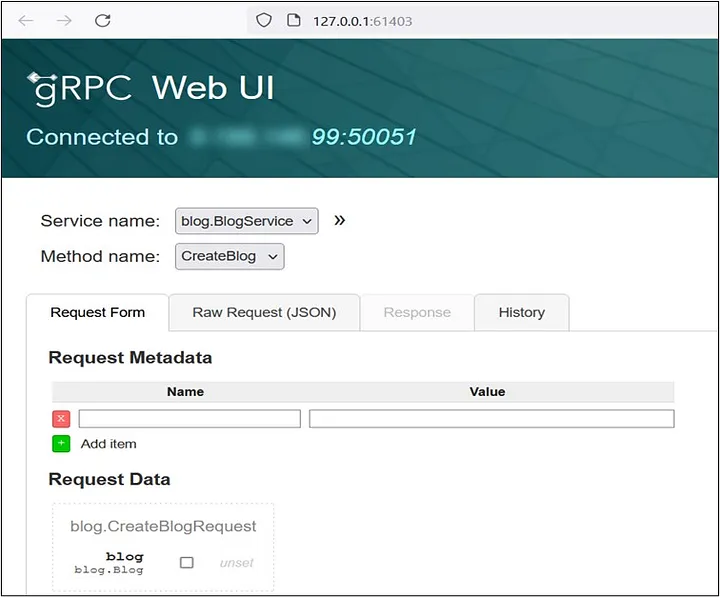 127.0.0.1:61403
gRPC Web UI
Connected to 99:50051
Service name: blog.BlogService »
Method name: CreateBlog
Request Form Raw Request (JSON) Response History
Request Metadata
Name Value
x
+ Add item
Request Data
blog.CreateBlogRequest
blog
blog.Blog unset